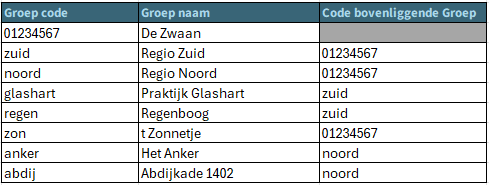 Groep code Groep naam Code bovenliggende Groep
01234567 De Zwaan
zuid Regio Zuid 01234567
noord Regio Noord 01234567
glashart Praktijk Glashart zuid
regen Regenboog zuid
zon t Zonnetje 01234567
anker Het Anker noord
abdij Abdijkade 1402 noord